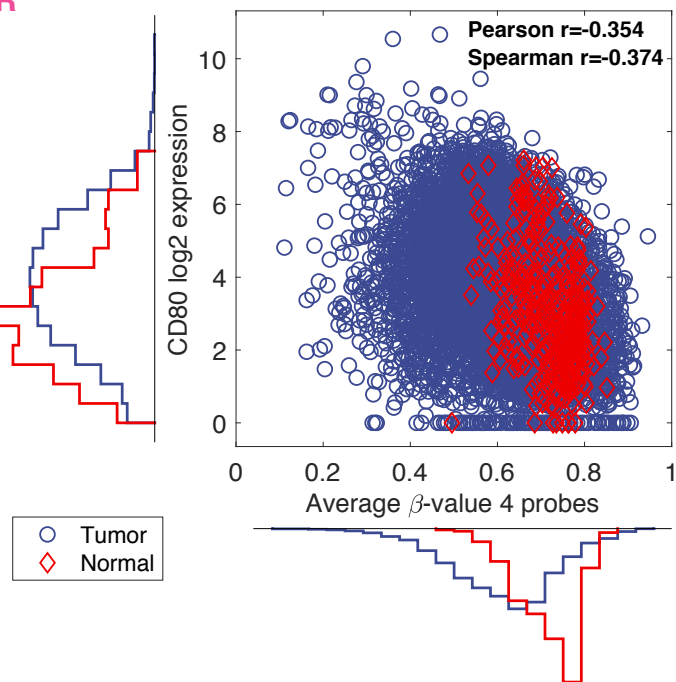 R
Pearson r=-0.354
Spearman r=-0.374
CD80 log2 expression
10
8
6
4
2
0
0 0.2 0.4 0.6 0.8 1
Average β-value 4 probes
Tumor
Normal